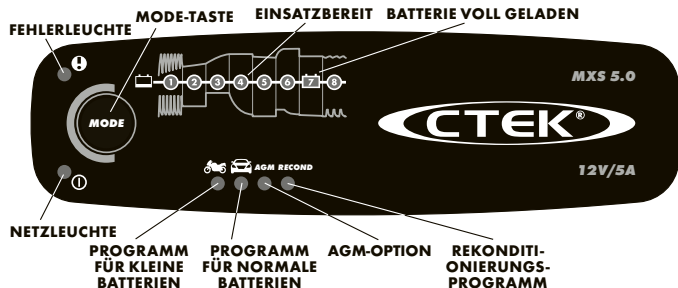 FEHLERLEUCHTE
MODE-TASTE
EINSATZBEREIT
BATTERIE VOLL GELADEN
1 2 3 4 5 6 7 8
MXS 5.0
MODE
CTEK®
AGM RECOND
12V/5A
NETZLEUCHTE
PROGRAMM
FÜR KLEINE
BATTERIEN
PROGRAMM
FÜR NORMALE
BATTERIEN
AGM-OPTION
REKONDITI-
ONIERUNGS-
PROGRAMM